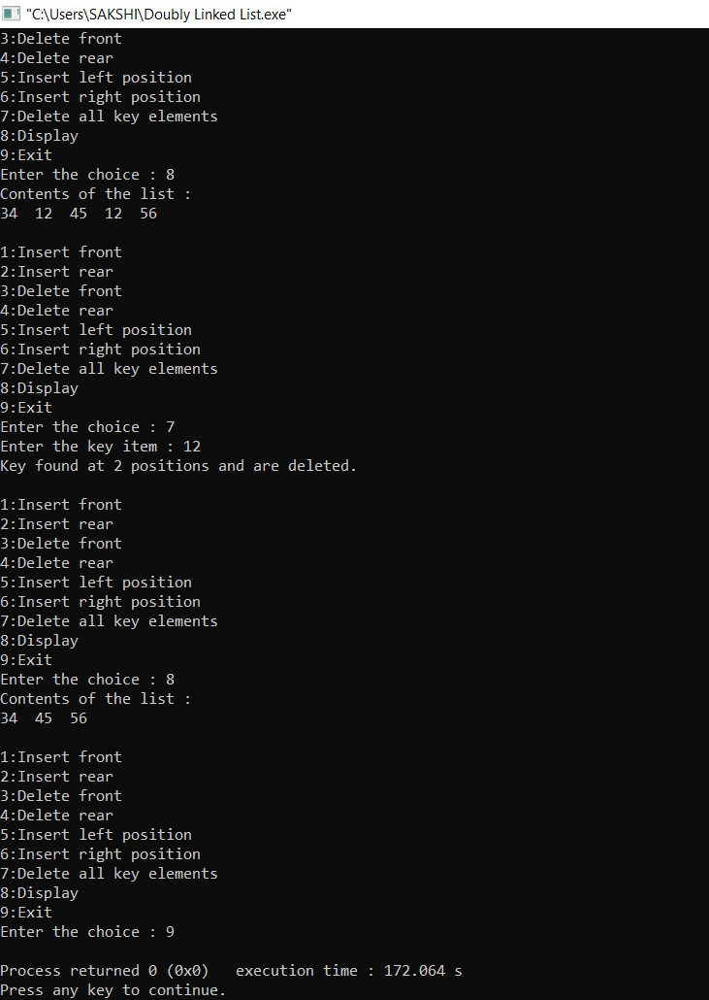 "C:\Users\SAKSHI\Doubly Linked List.exe"
3:Delete front
4:Delete rear
5:Insert left position
6:Insert right position
7:Delete all key elements
8:Display
9:Exit
Enter the choice : 8
Contents of the list :
34  12  45  12  56

1:Insert front
2:Insert rear
3:Delete front
4:Delete rear
5:Insert left position
6:Insert right position
7:Delete all key elements
8:Display
9:Exit
Enter the choice : 7
Enter the key item : 12
Key found at 2 positions and are deleted.

1:Insert front
2:Insert rear
3:Delete front
4:Delete rear
5:Insert left position
6:Insert right position
7:Delete all key elements
8:Display
9:Exit
Enter the choice : 8
Contents of the list :
34  45  56

1:Insert front
2:Insert rear
3:Delete front
4:Delete rear
5:Insert left position
6:Insert right position
7:Delete all key elements
8:Display
9:Exit
Enter the choice : 9

Process returned 0 (0x0)   execution time : 172.064 s
Press any key to continue.